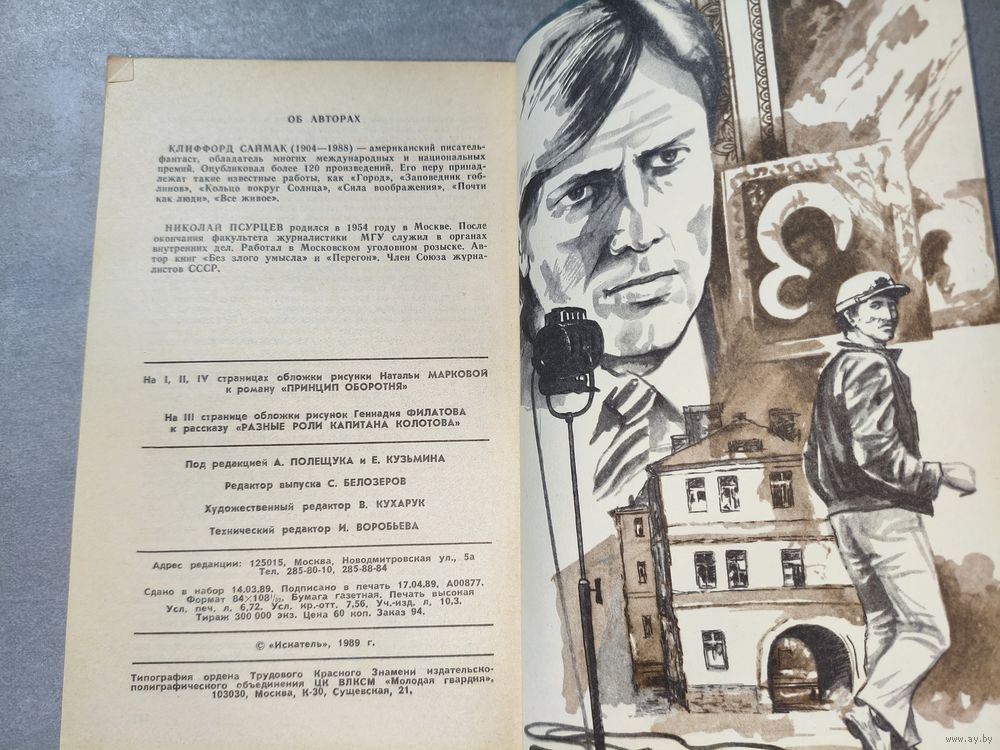 ОБ АВТОРАХ
КЛИФФОРД САЙМАК (1904—1988) — американский писатель-
фантаст, обладатель многих международных и национальных
премий. Опубликовал более 120 произведений. Его перу принад-
лежат такие известные работы, как «Город», «Заповедник гоб-
линов», «Кольцо вокруг Солнца», «Сила воображения», «Почти
как люди», «Все живое».
НИКОЛАЙ ПСУРЦЕВ родился в 1954 году в Москве. После
окончания факультета журналистики МГУ служил в органах
внутренних дел. Работал в Московском уголовном розыске. Ав-
тор книг «Без злого умысла» и «Перегон». Член Союза журна-
листов СССР.
На I, II, IV страницах обложки рисунки Натальи МАРКОВОЙ
к роману «ПРИНЦИП ОБОРОТНЯ»
На III странице обложки рисунок Геннадия ФИЛАТОВА
к рассказу «РАЗНЫЕ РОЛИ КАПИТАНА КОЛОТОВА»
Под редакцией А. ПОЛЕЩУКА и Е. КУЗЬМИНА
Редактор выпуска С. БЕЛОЗЕРОВ
Художественный редактор В. КУХАРУК
Технический редактор И. ВОРОБЬЕВА
Адрес редакции: 125015, Москва, Новодмитровская ул., 5а
Тел. 285-80-10, 285-88-84
Сдано в набор 14.03.89. Подписано в печать 17.04.89. А00877.
Формат 84×108¹/₃₂. Бумага газетная. Печать высокая
Усл. печ. л. 6,72. Усл. кр.-отт. 7,56. Уч.-изд. л. 10,3.
Тираж 300 000 экз. Цена 60 коп. Заказ 94.
© «Искатель», 1989 г.
Типография ордена Трудового Красного Знамени издательско-
полиграфического объединения ЦК ВЛКСМ «Молодая гвардия»,
103030, Москва, К-30, Сущевская, 21,
www.ay.by